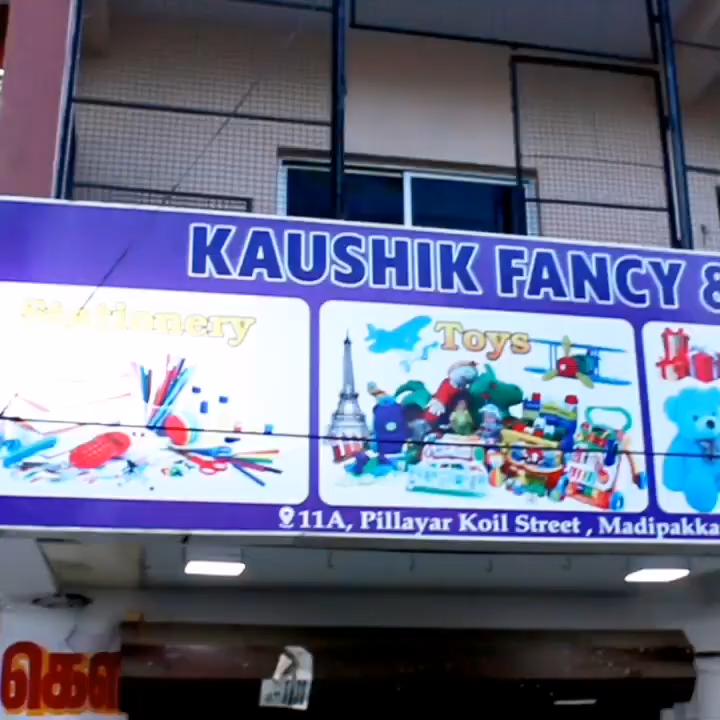 KAUSHIK FANCY &
Stationery
Toys
11A, Pillayar Koil Street , Madipakka
கௌ